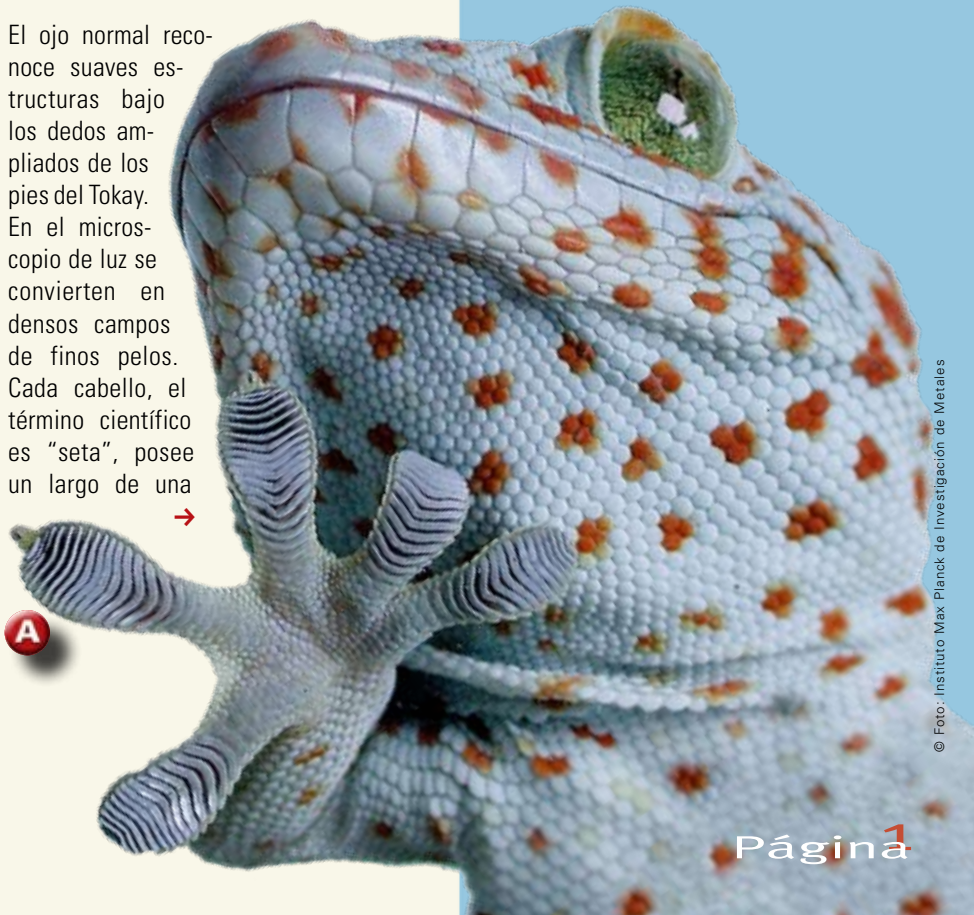 El ojo normal reco-
noce suaves es-
tructuras bajo
los dedos am-
pliados de los
pies del Tokay.
En el micros-
copio de luz se
convierten en
densos campos
de finos pelos.
Cada cabello, el
término científico
es “seta”, posee
un largo de una
→
A
© Foto: Instituto Max Planck de Investigación de Metales
Página 1